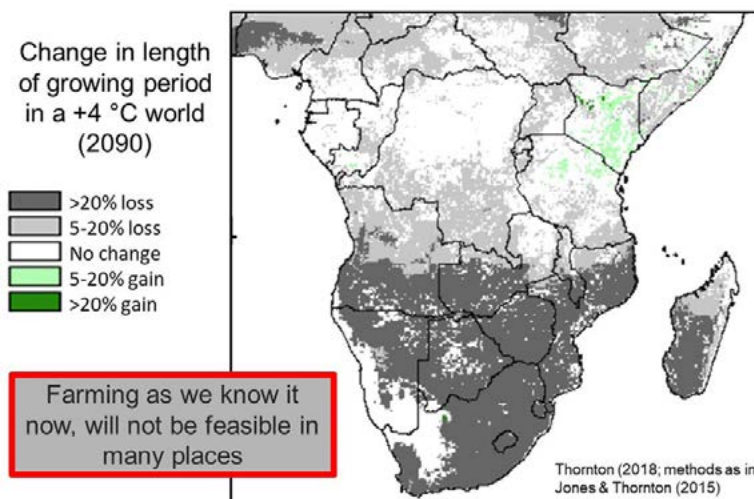 Change in length
of growing period
in a +4 °C world
(2090)
>20% loss
5-20% loss
No change
5-20% gain
>20% gain
Farming as we know it
now, will not be feasible in
many places
Thornton (2018; methods as in
Jones & Thornton (2015)